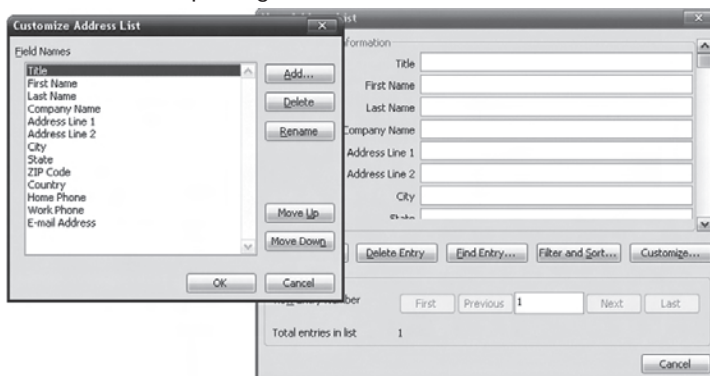 Customize Address List
Field Names
Title
First Name
Last Name
Company Name
Address Line 1
Address Line 2
City
State
ZIP Code
Country
Home Phone
Work Phone
E-mail Address
Add...
Delete
Rename
Move Up
Move Down
OK
Cancel
Title
First Name
Last Name
Company Name
Address Line 1
Address Line 2
City
State
Delete Entry
Find Entry...
Filter and Sort...
Customize...
First
Previous
1
Next
Last
Total entries in list 1
Cancel